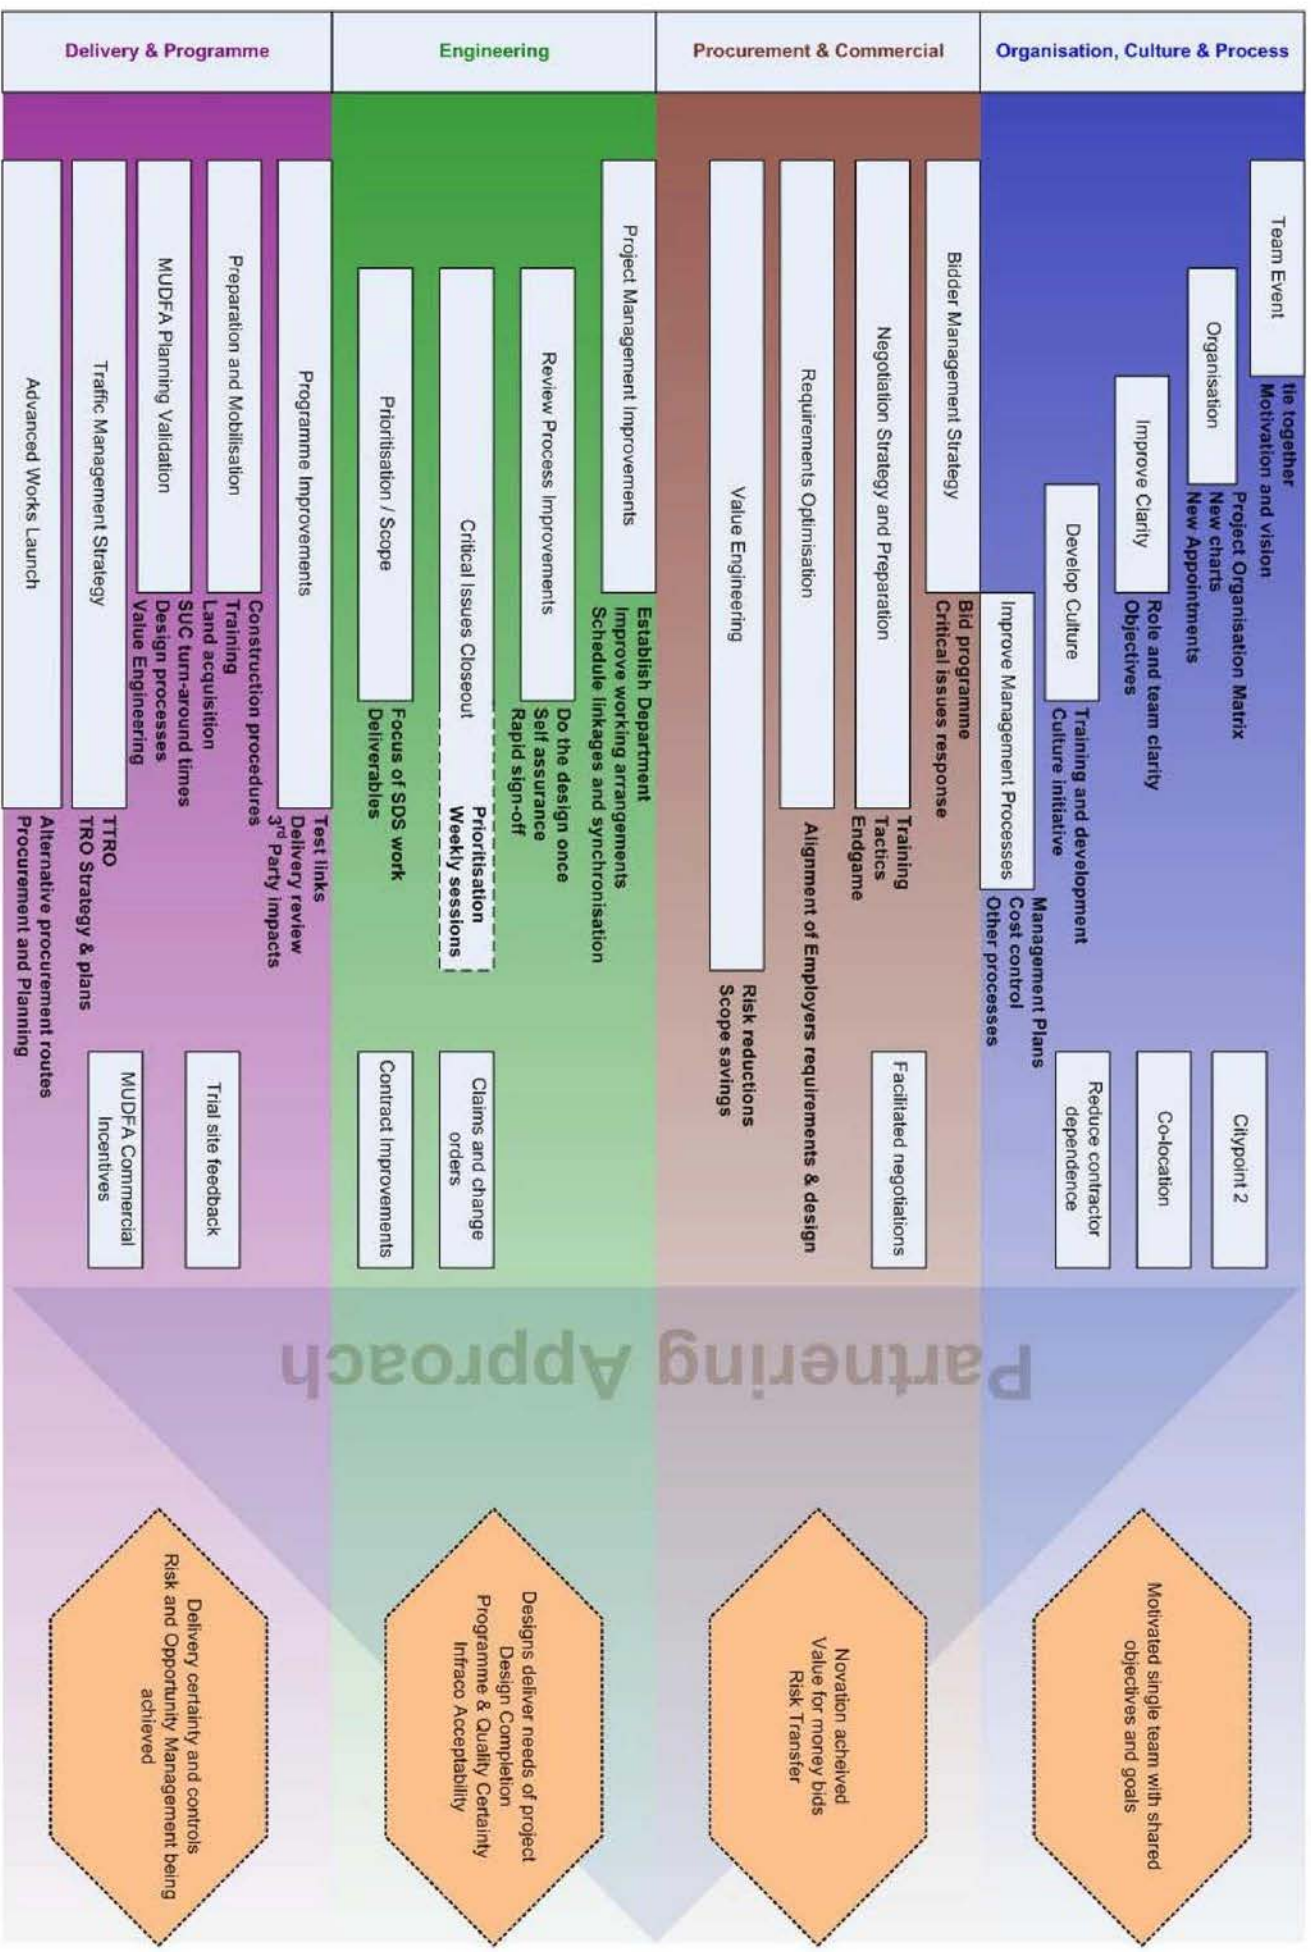 Organisation, Culture & Process
Team Event
tie together
Motivation and vision
Organisation
Project Organisation Matrix
New charts
New Appointments
Improve Clarity
Role and team clarity
Objectives
Develop Culture
Training and development
Culture initiative
Improve Management Processes
Management Plans
Cost control
Other processes
Citypoint 2
Co-location
Reduce contractor
dependence
Motivated single team with shared
objectives and goals
Procurement & Commercial
Bidder Management Strategy
Bid programme
Critical issues response
Negotiation Strategy and Preparation
Training
Tactics
Endgame
Requirements Optimisation
Alignment of Employers requirements & design
Value Engineering
Risk reductions
Scope savings
Facilitated negotiations
Novation acheived
Value for money bids
Risk Transfer
Engineering
Project Management Improvements
Establish Department
Improve working arrangements
Schedule linkages and synchronisation
Review Process Improvements
Do the design once
Self assurance
Rapid sign-off
Critical Issues Closeout
Prioritisation
Weekly sessions
Prioritisation / Scope
Focus of SDS work
Deliverables
Claims and change
orders
Contract Improvements
Designs deliver needs of project
Design Completion
Programme & Quality Certainty
Infraco Acceptability
Delivery & Programme
Programme Improvements
Test links
Delivery review
3rd Party impacts
Preparation and Mobilisation
Construction procedures
Training
Land acquisition
MUDFA Planning Validation
SUC turn-around times
Design processes
Value Engineering
Traffic Management Strategy
TTRO
TRO Strategy & plans
Advanced Works Launch
Alternative procurement routes
Procurement and Planning
Trial site feedback
MUDFA Commercial
Incentives
Delivery certainty and controls
Risk and Opportunity Management being
achieved
Partnering Approach